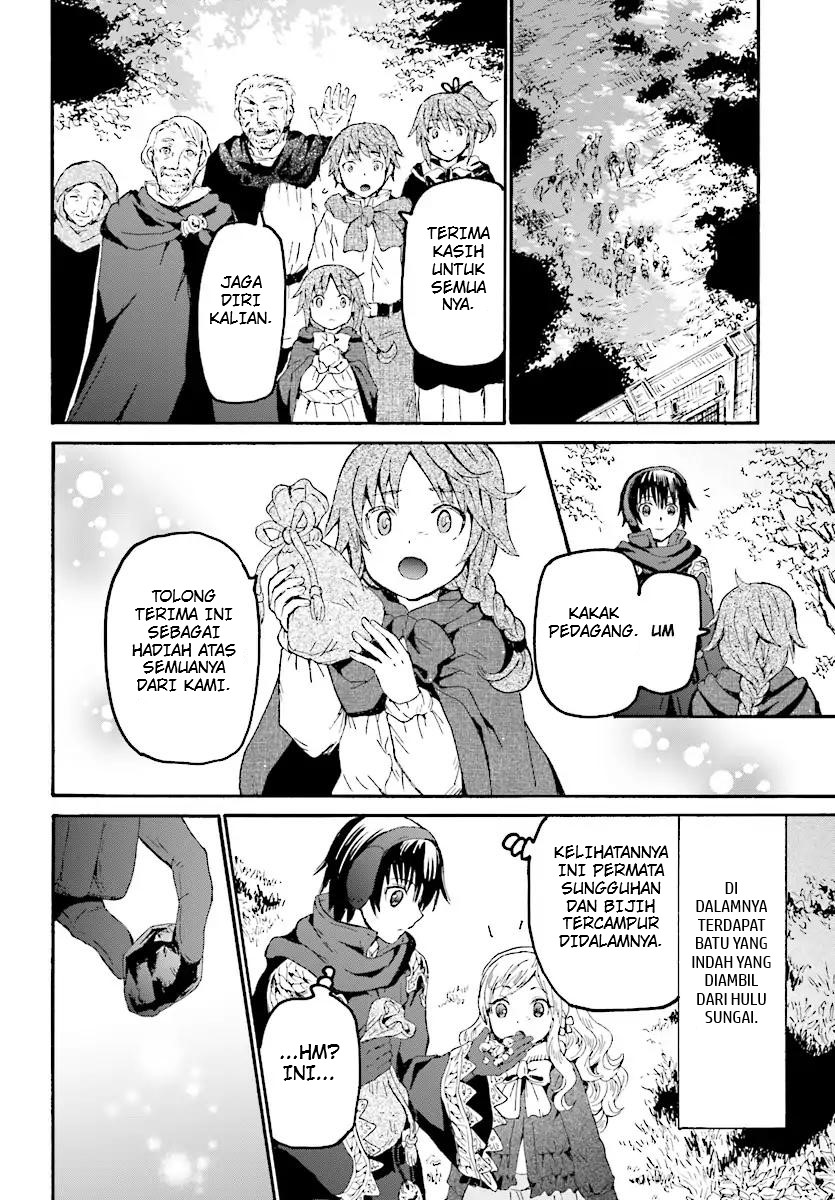 TERIMA
KASIH
UNTUK
SEMUA
NYA.
JAGA
DIRI
KALIAN.
KAKAK
PEDAGANG. UM
TOLONG
TERIMA INI
SEBAGAI
HADIAH ATAS
SEMUANYA
DARI KAMI.
DI
DALAMNYA
TERDAPAT
BATU YANG
INDAH YANG
DIAMBIL
DARI HULU
SUNGAI.
KELIHATANNYA
INI PERMATA
SUNGGUHAN
DAN BIJIH
TERCAMPUR
DIDALAMNYA.
...HM?
INI...